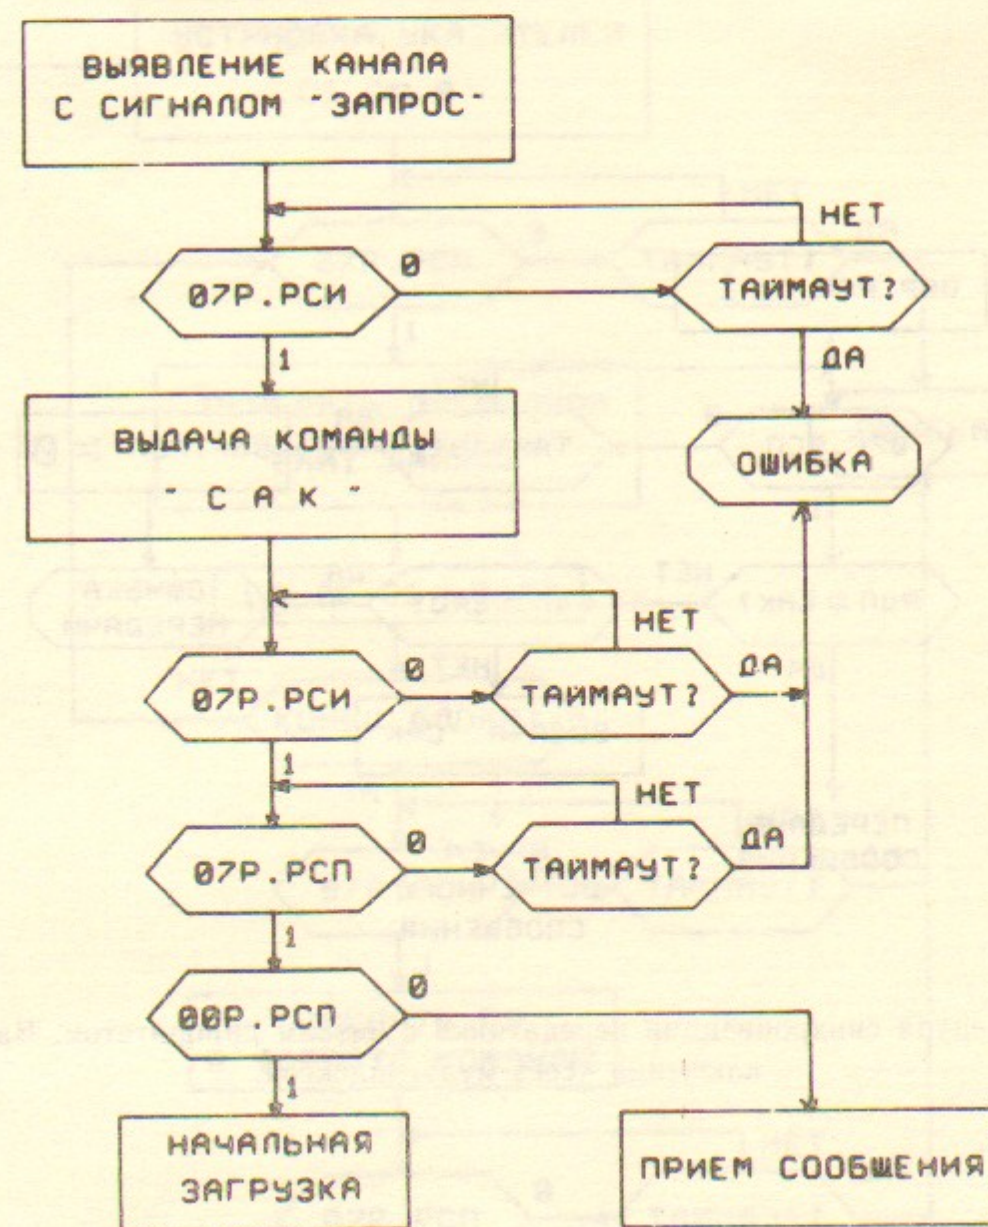 ВЫЯВЛЕНИЕ КАНАЛА
С СИГНАЛОМ "ЗАПРОС"
НЕТ
07Р.РСИ
0
ТАЙМАУТ?
1
ДА
ВЫДАЧА КОМАНДЫ
" С А К "
ОШИБКА
НЕТ
07Р.РСИ
0
ТАЙМАУТ?
ДА
1
НЕТ
07Р.РСП
0
ТАЙМАУТ?
ДА
1
00Р.РСП
0
1
НАЧАЛЬНАЯ
ЗАГРУЗКА
ПРИЕМ СООБЩЕНИЯ